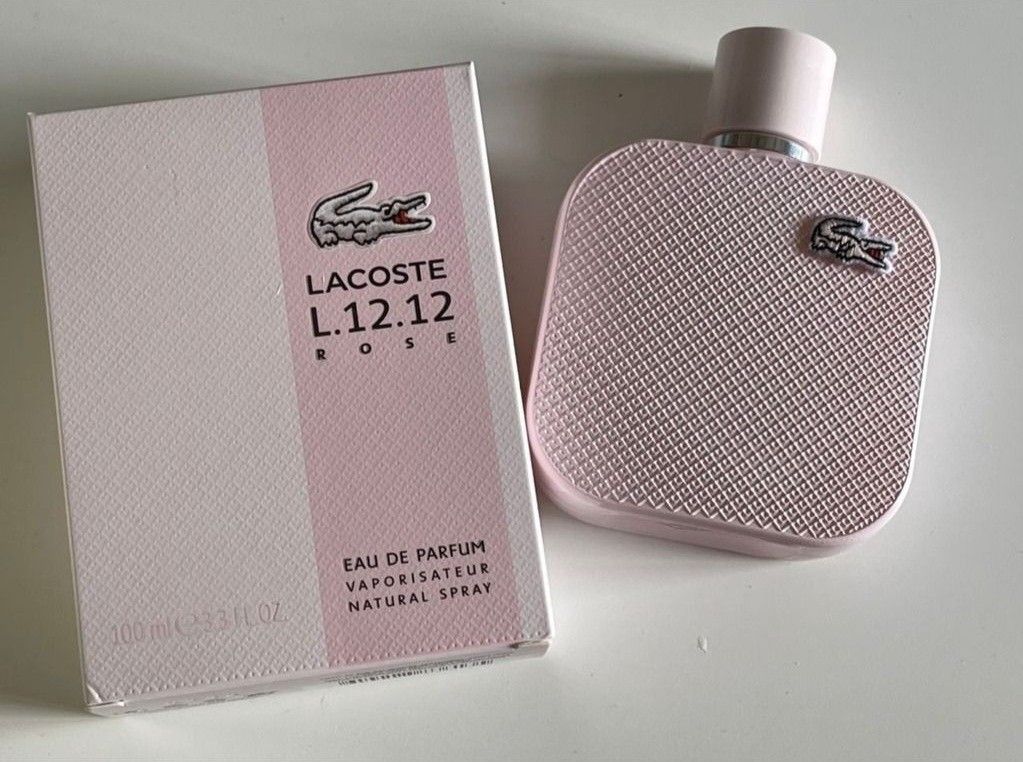 LACOSTE
L.12.12
ROSE
EAU DE PARFUM
VAPORISATEUR
NATURAL SPRAY
100 ml ℮ 3.3 FL.OZ.